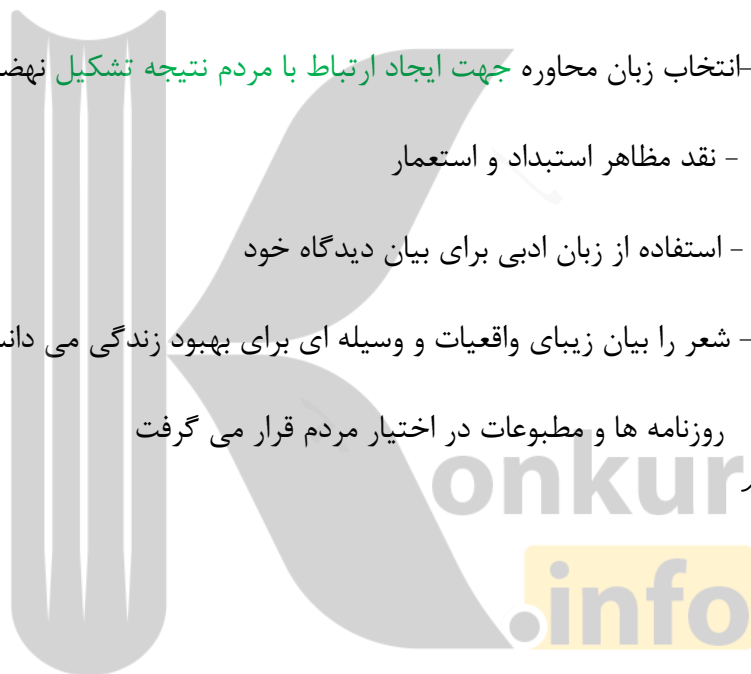 -انتخاب زبان محاوره جهت ایجاد ارتباط با مردم نتیجه تشکیل
- نقد مظاهر استبداد و استعمار
- استفاده از زبان ادبی برای بیان دیدگاه خود
- شعر را بیان زیبای واقعیات و وسیله ای برای بهبود زندگی می
روزنامه ها و مطبوعات در اختیار مردم قرار می گرفت
Konkur
.info